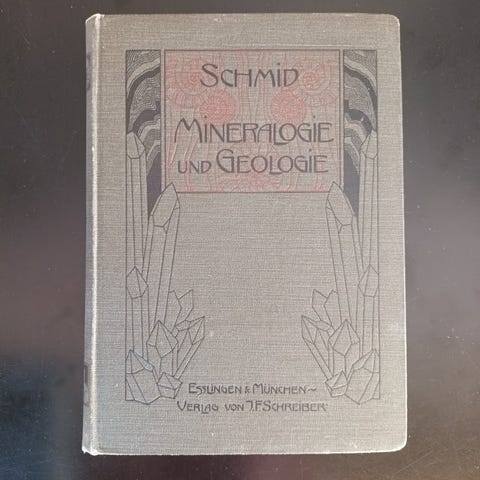 SCHMID
MINERALOGIE
UND GEOLOGIE
ESSLINGEN & MÜNCHEN~
VERLAG VON J.F SCHREIBER